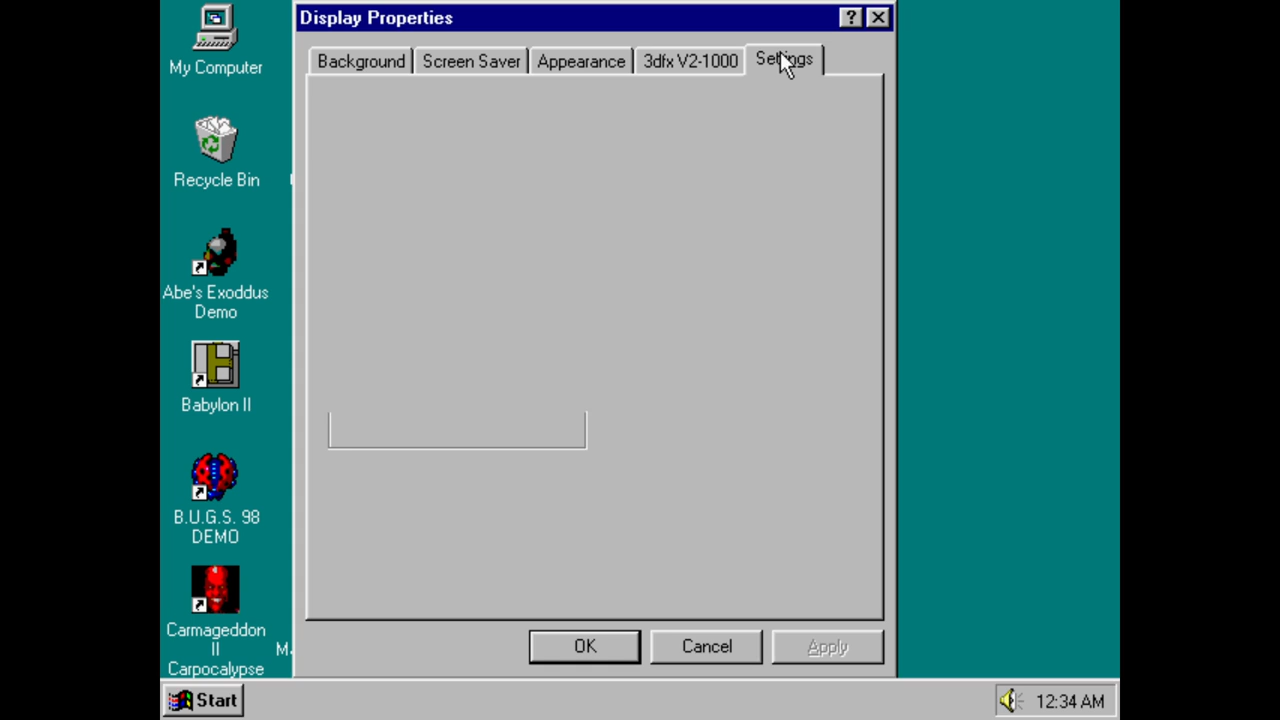 Display Properties
Background
Screen Saver
Appearance
3dfx V2-1000
My Computer
Recycle Bin
Abe's Exoddus
Demo
Babylon II
B.U.G.S. 98
DEMO
Carmageddon
II
Carpocalypse
OK
Cancel
Apply
Start
12:34 AM